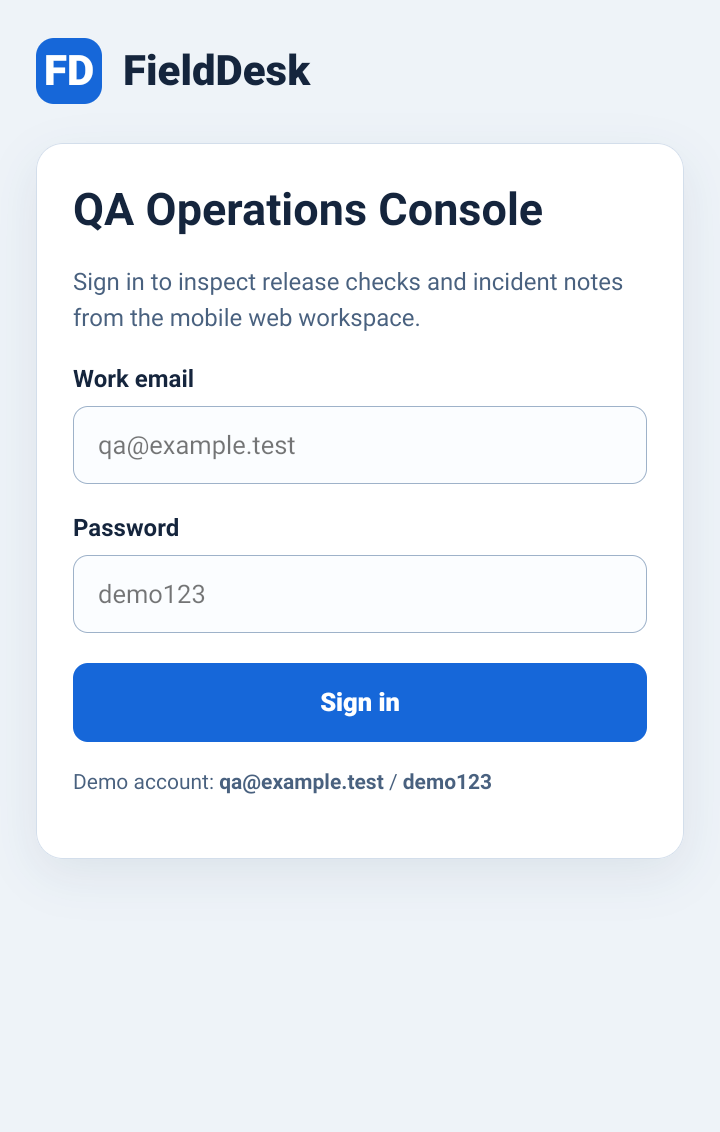 FD FieldDesk
QA Operations Console
Sign in to inspect release checks and incident notes
from the mobile web workspace.
Work email
qa@example.test
Password
demo123
Sign in
Demo account: qa@example.test / demo123